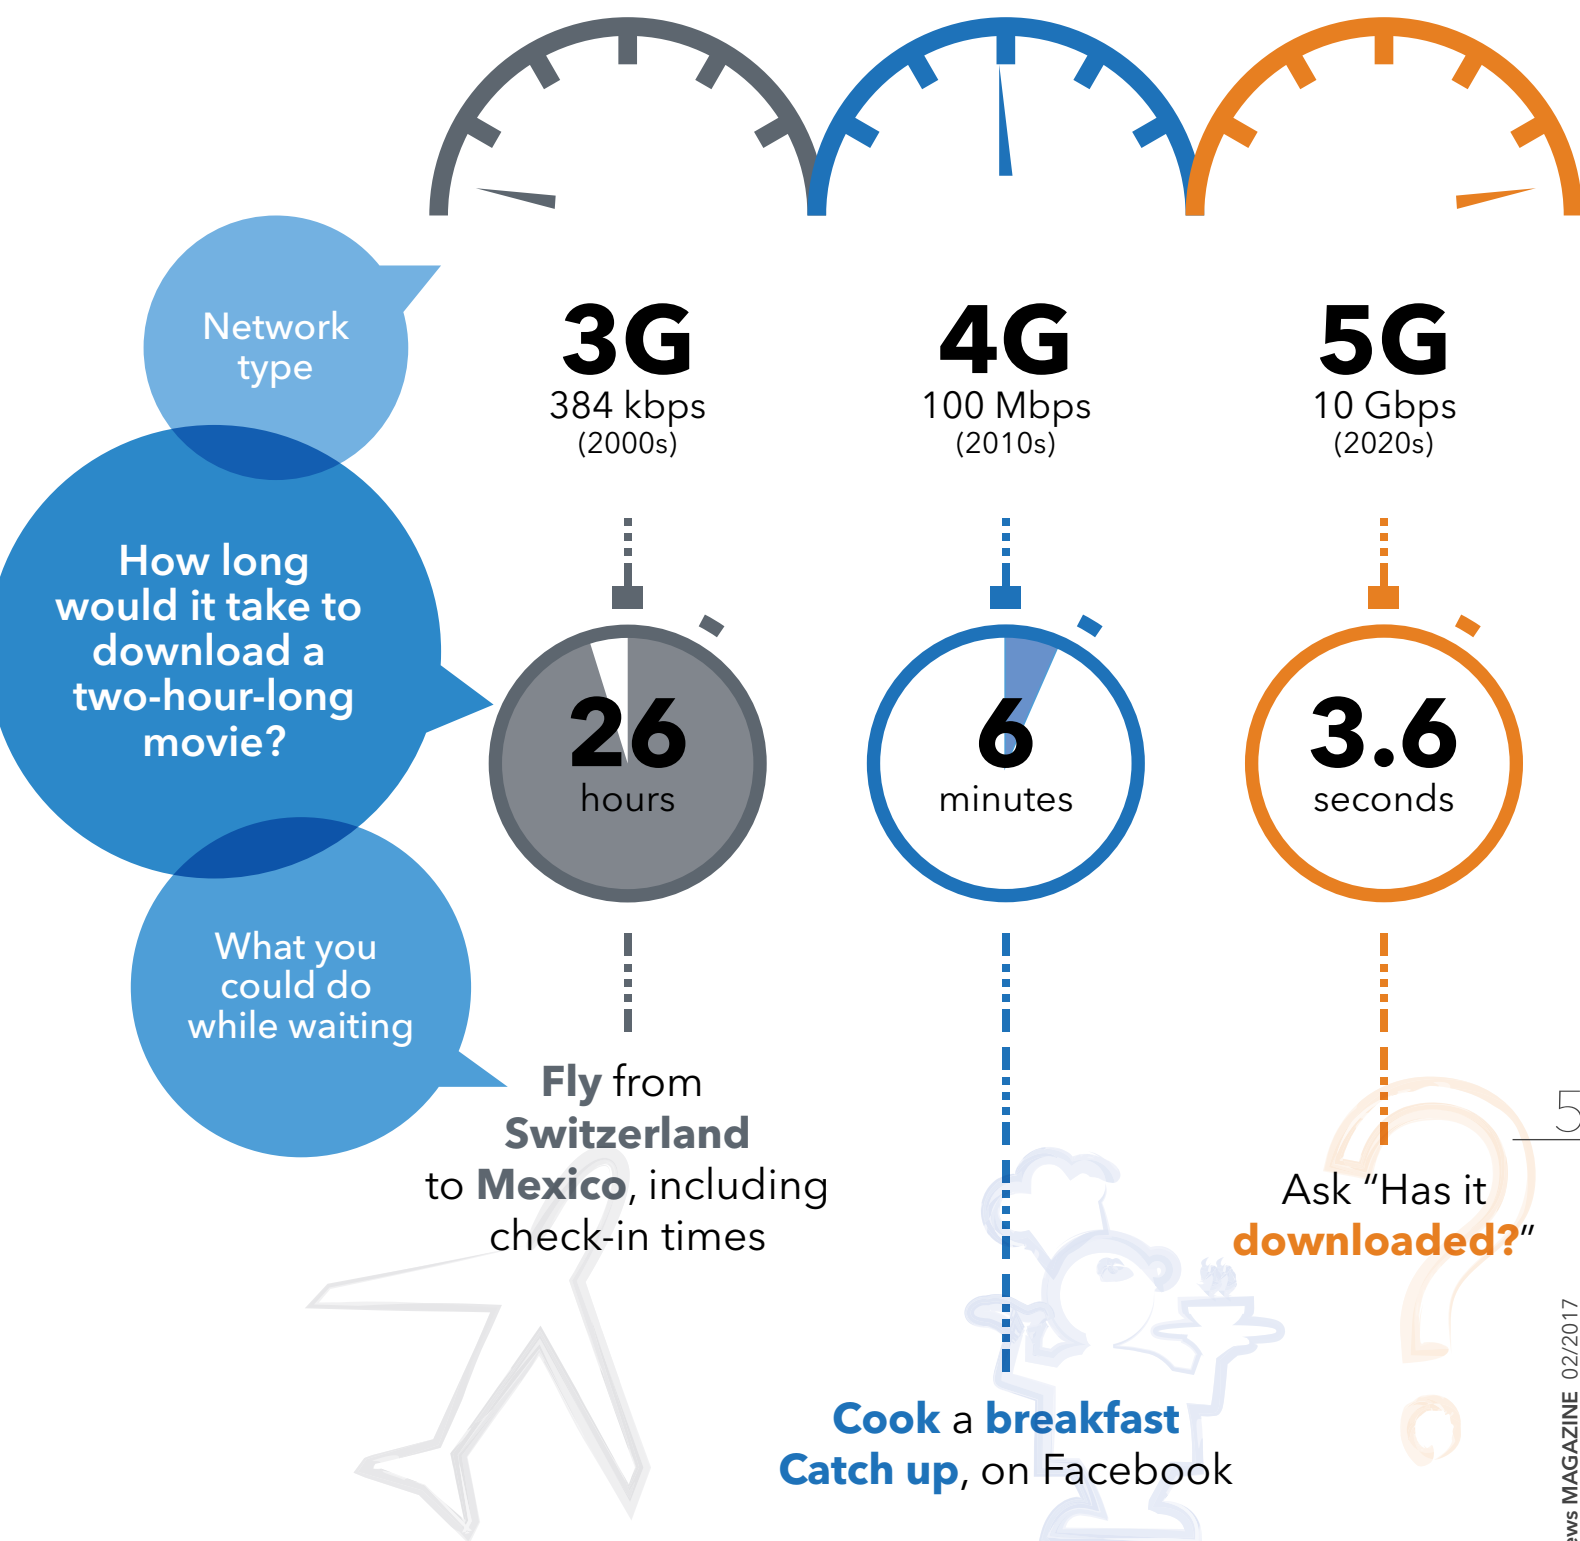 Network
type
3G
384 kbps
(2000s)
4G
100 Mbps
(2010s)
5G
10 Gbps
(2020s)
How long
would it take to
download a
two-hour-long
movie?
26
hours
6
minutes
3.6
seconds
What you
could do
while waiting
Fly from
Switzerland
to Mexico, including
check-in times
Cook a breakfast
Catch up, on Facebook
Ask “Has it
downloaded?”
5
MAGAZINE 02/2017